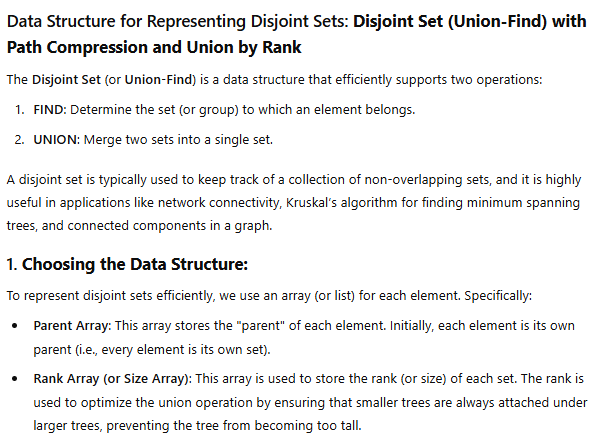 Data Structure for Representing Disjoint Sets: Disjoint Set (Union-Find) with
Path Compression and Union by Rank
The Disjoint Set (or Union-Find) is a data structure that efficiently supports two operations:
1. FIND: Determine the set (or group) to which an element belongs.
2. UNION: Merge two sets into a single set.
A disjoint set is typically used to keep track of a collection of non-overlapping sets, and it is highly
useful in applications like network connectivity, Kruskal's algorithm for finding minimum spanning
trees, and connected components in a graph.
1. Choosing the Data Structure:
To represent disjoint sets efficiently, we use an array (or list) for each element. Specifically:
• Parent Array: This array stores the "parent" of each element. Initially, each element is its own
parent (i.e., every element is its own set).
• Rank Array (or Size Array): This array is used to store the rank (or size) of each set. The rank is
used to optimize the union operation by ensuring that smaller trees are always attached under
larger trees, preventing the tree from becoming too tall.